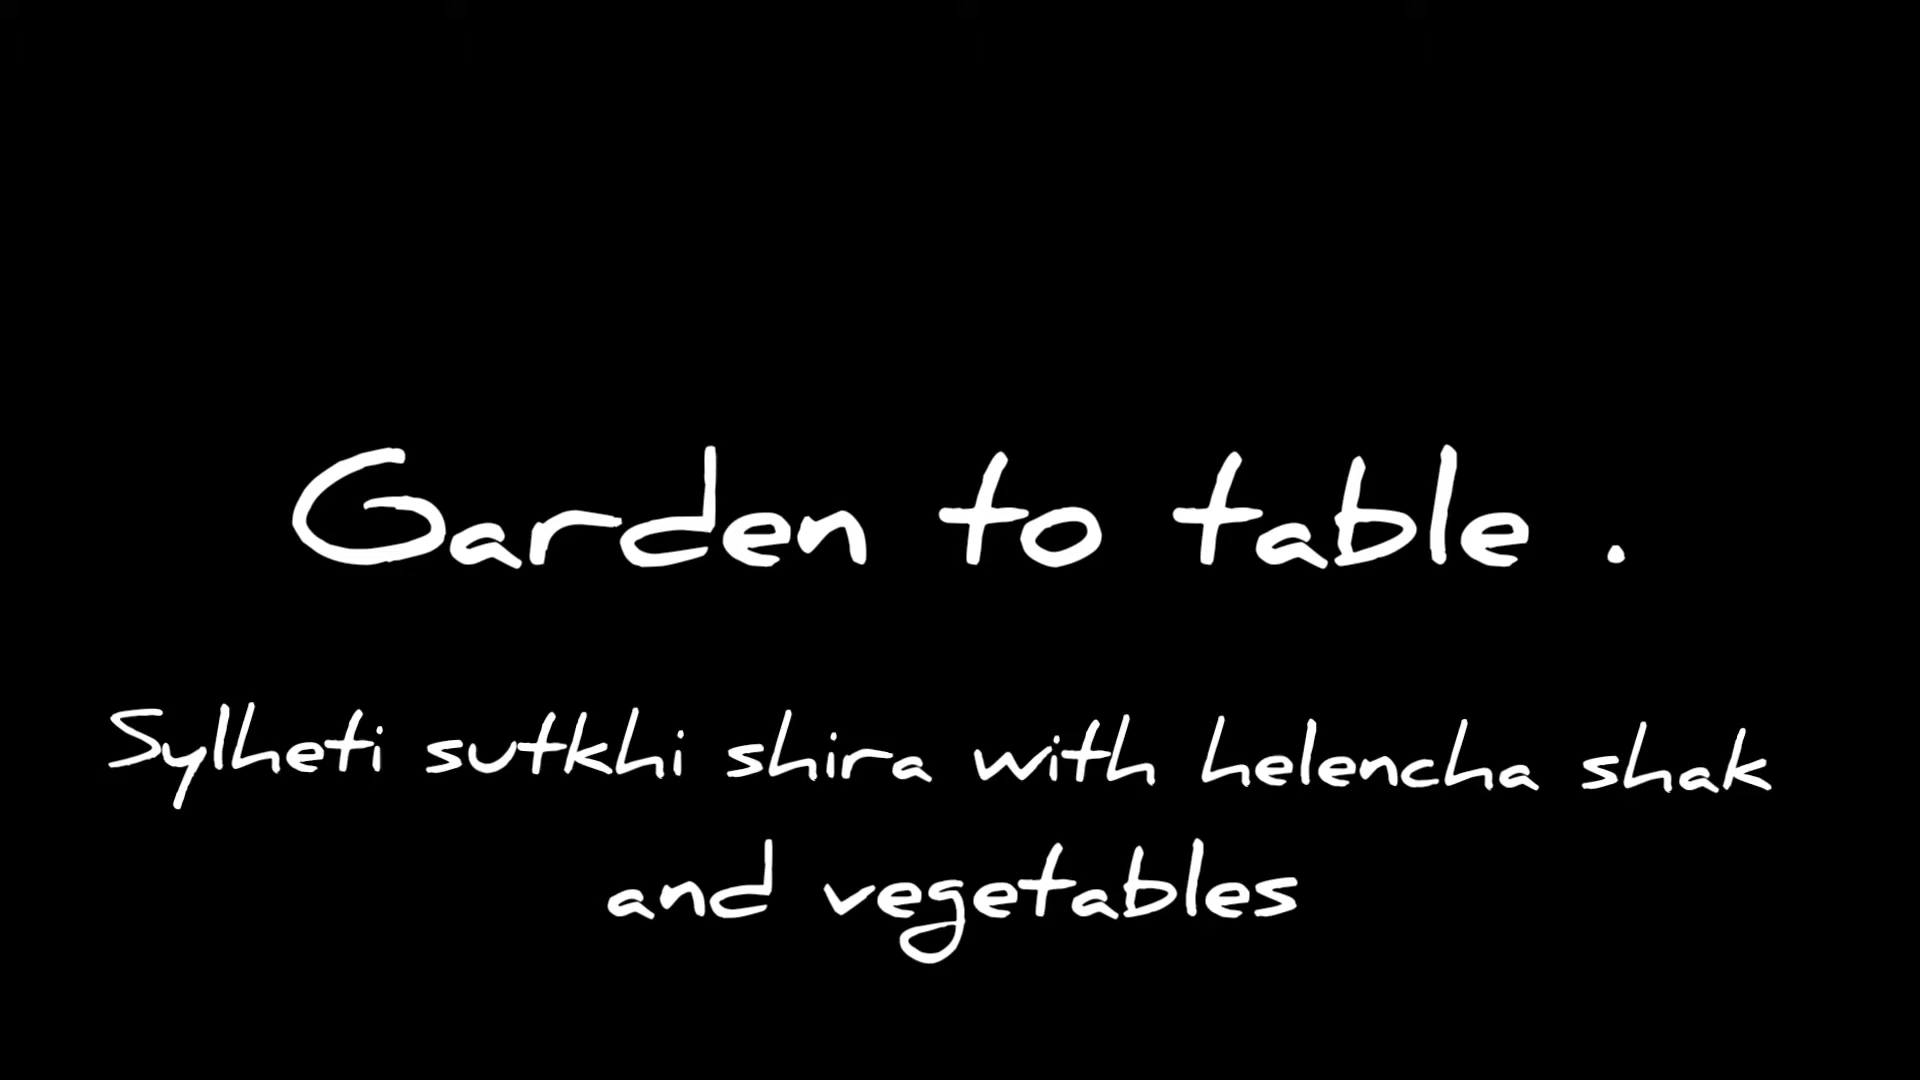 Garden to table .
Sylheti sutkhi shira with helencha shak
and vegetables